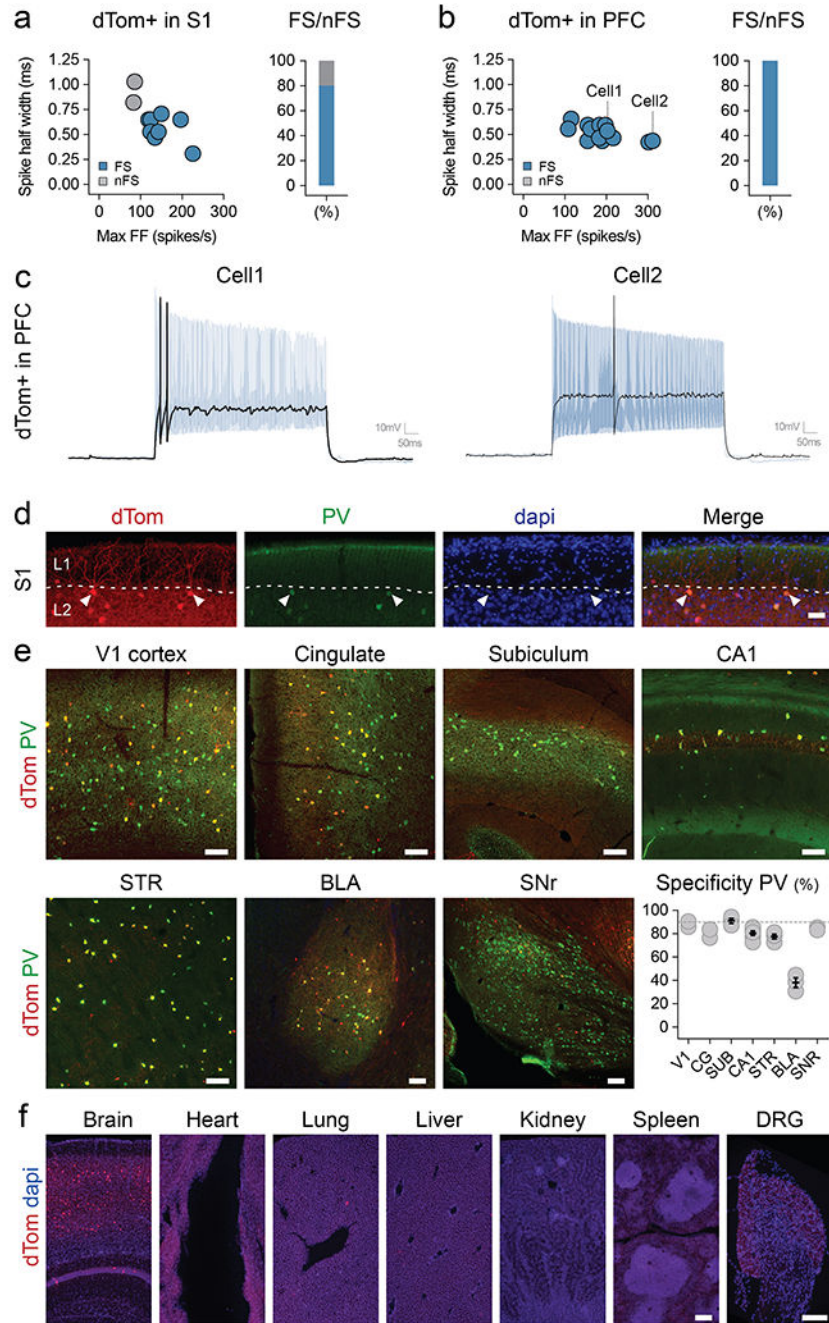 a
dTom+ in S1
FS/nFS
Spike half width (ms)
1.25
1.00
0.75
0.50
0.25
0.00
FS
nFS
0
100
200
300
Max FF (spikes/s)
100
80
60
40
20
0
(%)
b
dTom+ in PFC
FS/nFS
Spike half width (ms)
1.25
1.00
0.75
0.50
0.25
0.00
Cell1
Cell2
FS
nFS
0
100
200
300
Max FF (spikes/s)
100
80
60
40
20
0
(%)
c
Cell1
Cell2
dTom+ in PFC
10mV
50ms
10mV
50ms
d
dTom
PV
dapi
Merge
S1
L1
L2
e
V1 cortex
Cingulate
Subiculum
CA1
dTom PV
STR
BLA
SNr
dTom PV
Specificity PV (%)
100
80
60
40
20
0
V1
CG
SUB
CA1
STR
BLA
SNR
f
Brain
Heart
Lung
Liver
Kidney
Spleen
DRG
dTom dapi